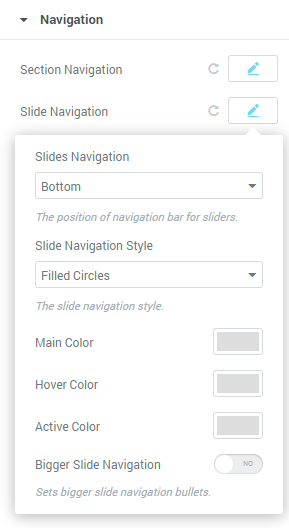 Navigation
Section Navigation
Slide Navigation
Slides Navigation
Bottom
The position of navigation bar for sliders.
Slide Navigation Style
Filled Circles
The slide navigation style.
Main Color
Hover Color
Active Color
Bigger Slide Navigation NO
Sets bigger slide navigation bullets.